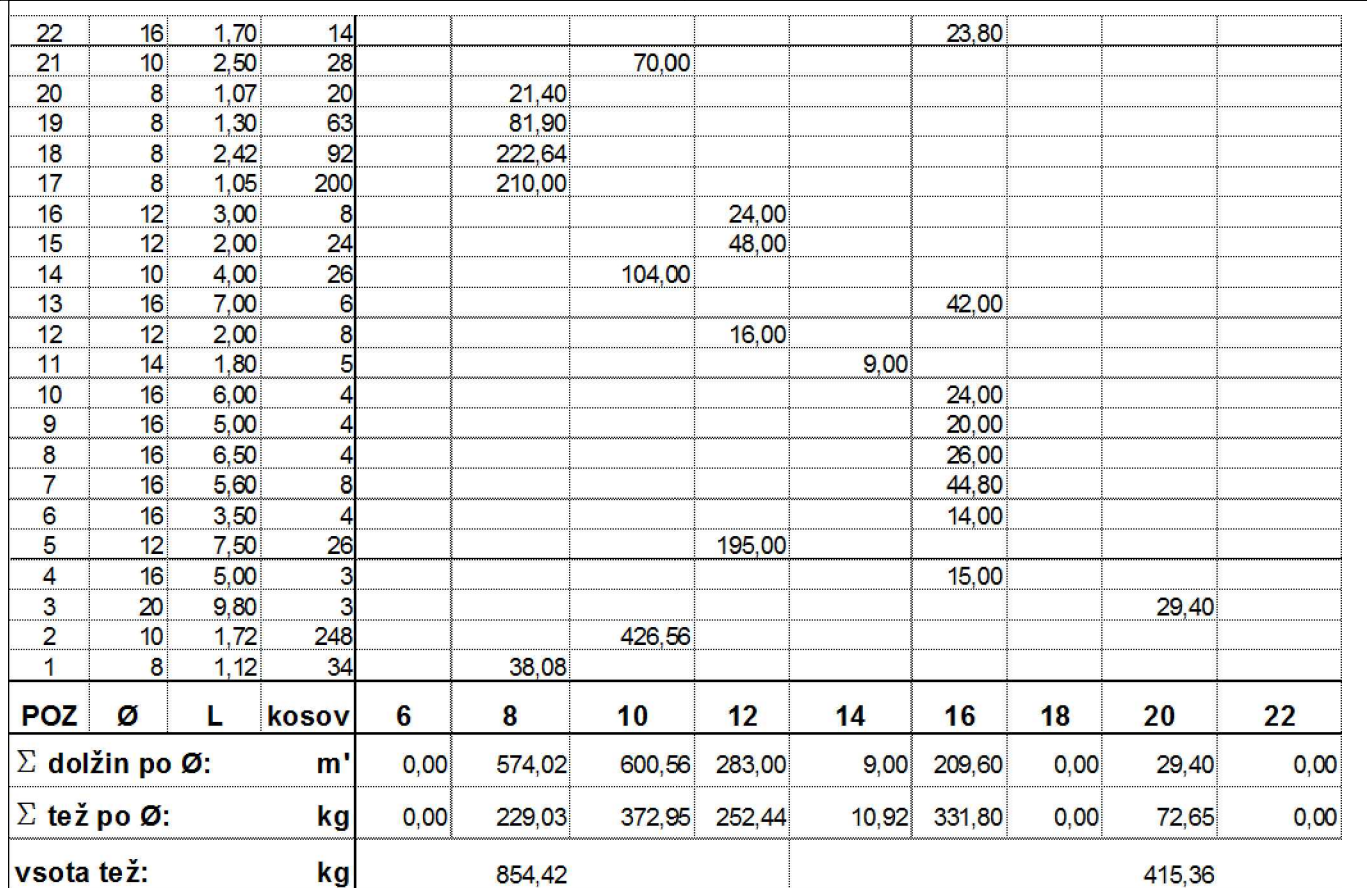 22 16 1,70 14 23,80
21 10 2,50 28 70,00
20 8 1,07 20 21,40
19 8 1,30 63 81,90
18 8 2,42 92 222,64
17 8 1,05 200 210,00
16 12 3,00 8 24,00
15 12 2,00 24 48,00
14 10 4,00 26 104,00
13 16 7,00 6 42,00
12 12 2,00 8 16,00
11 14 1,80 5 9,00
10 16 6,00 4 24,00
9 16 5,00 4 20,00
8 16 6,50 4 26,00
7 16 5,60 8 44,80
6 16 3,50 4 14,00
5 12 7,50 26 195,00
4 16 5,00 3 15,00
3 20 9,80 3 29,40
2 10 1,72 248 426,56
1 8 1,12 34 38,08
POZ Ø L kosov 6 8 10 12 14 16 18 20 22
Σ dolžin po Ø: m' 0,00 574,02 600,56 283,00 9,00 209,60 0,00 29,40 0,00
Σ tež po Ø: kg 0,00 229,03 372,95 252,44 10,92 331,80 0,00 72,65 0,00
vsota tež: kg 854,42 415,36